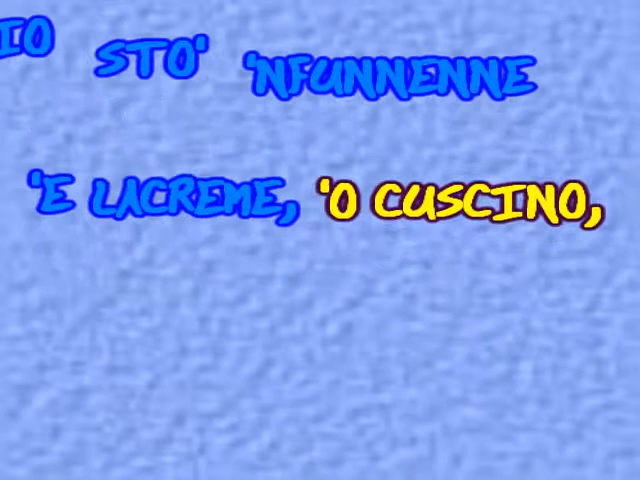 IO STO' 'NFUNNENNE
'E LACREME, 'O CUSCINO,